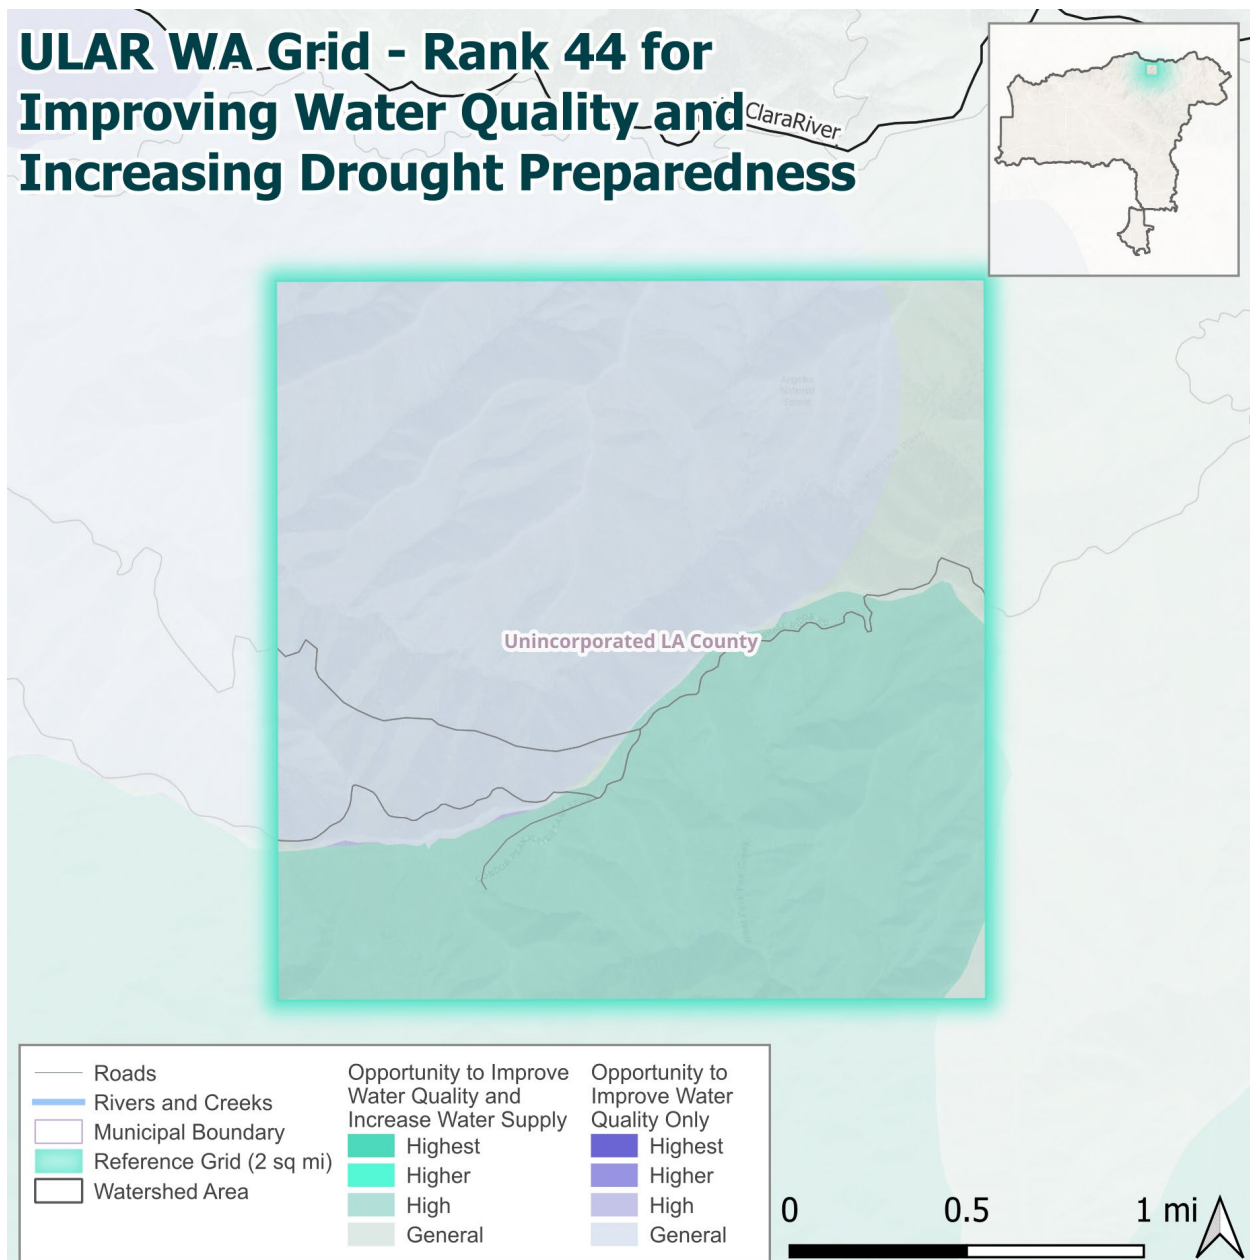 ULAR WA Grid - Rank 44 for
Improving Water Quality and
Increasing Drought Preparedness
ClaraRiver
Angeles
National
Forest
Unincorporated LA County
Roads
Rivers and Creeks
Municipal Boundary
Reference Grid (2 sq mi)
Watershed Area
Opportunity to Improve
Water Quality and
Increase Water Supply
Highest
Higher
High
General
Opportunity to
Improve Water
Quality Only
Highest
Higher
High
General
0 0.5 1 mi